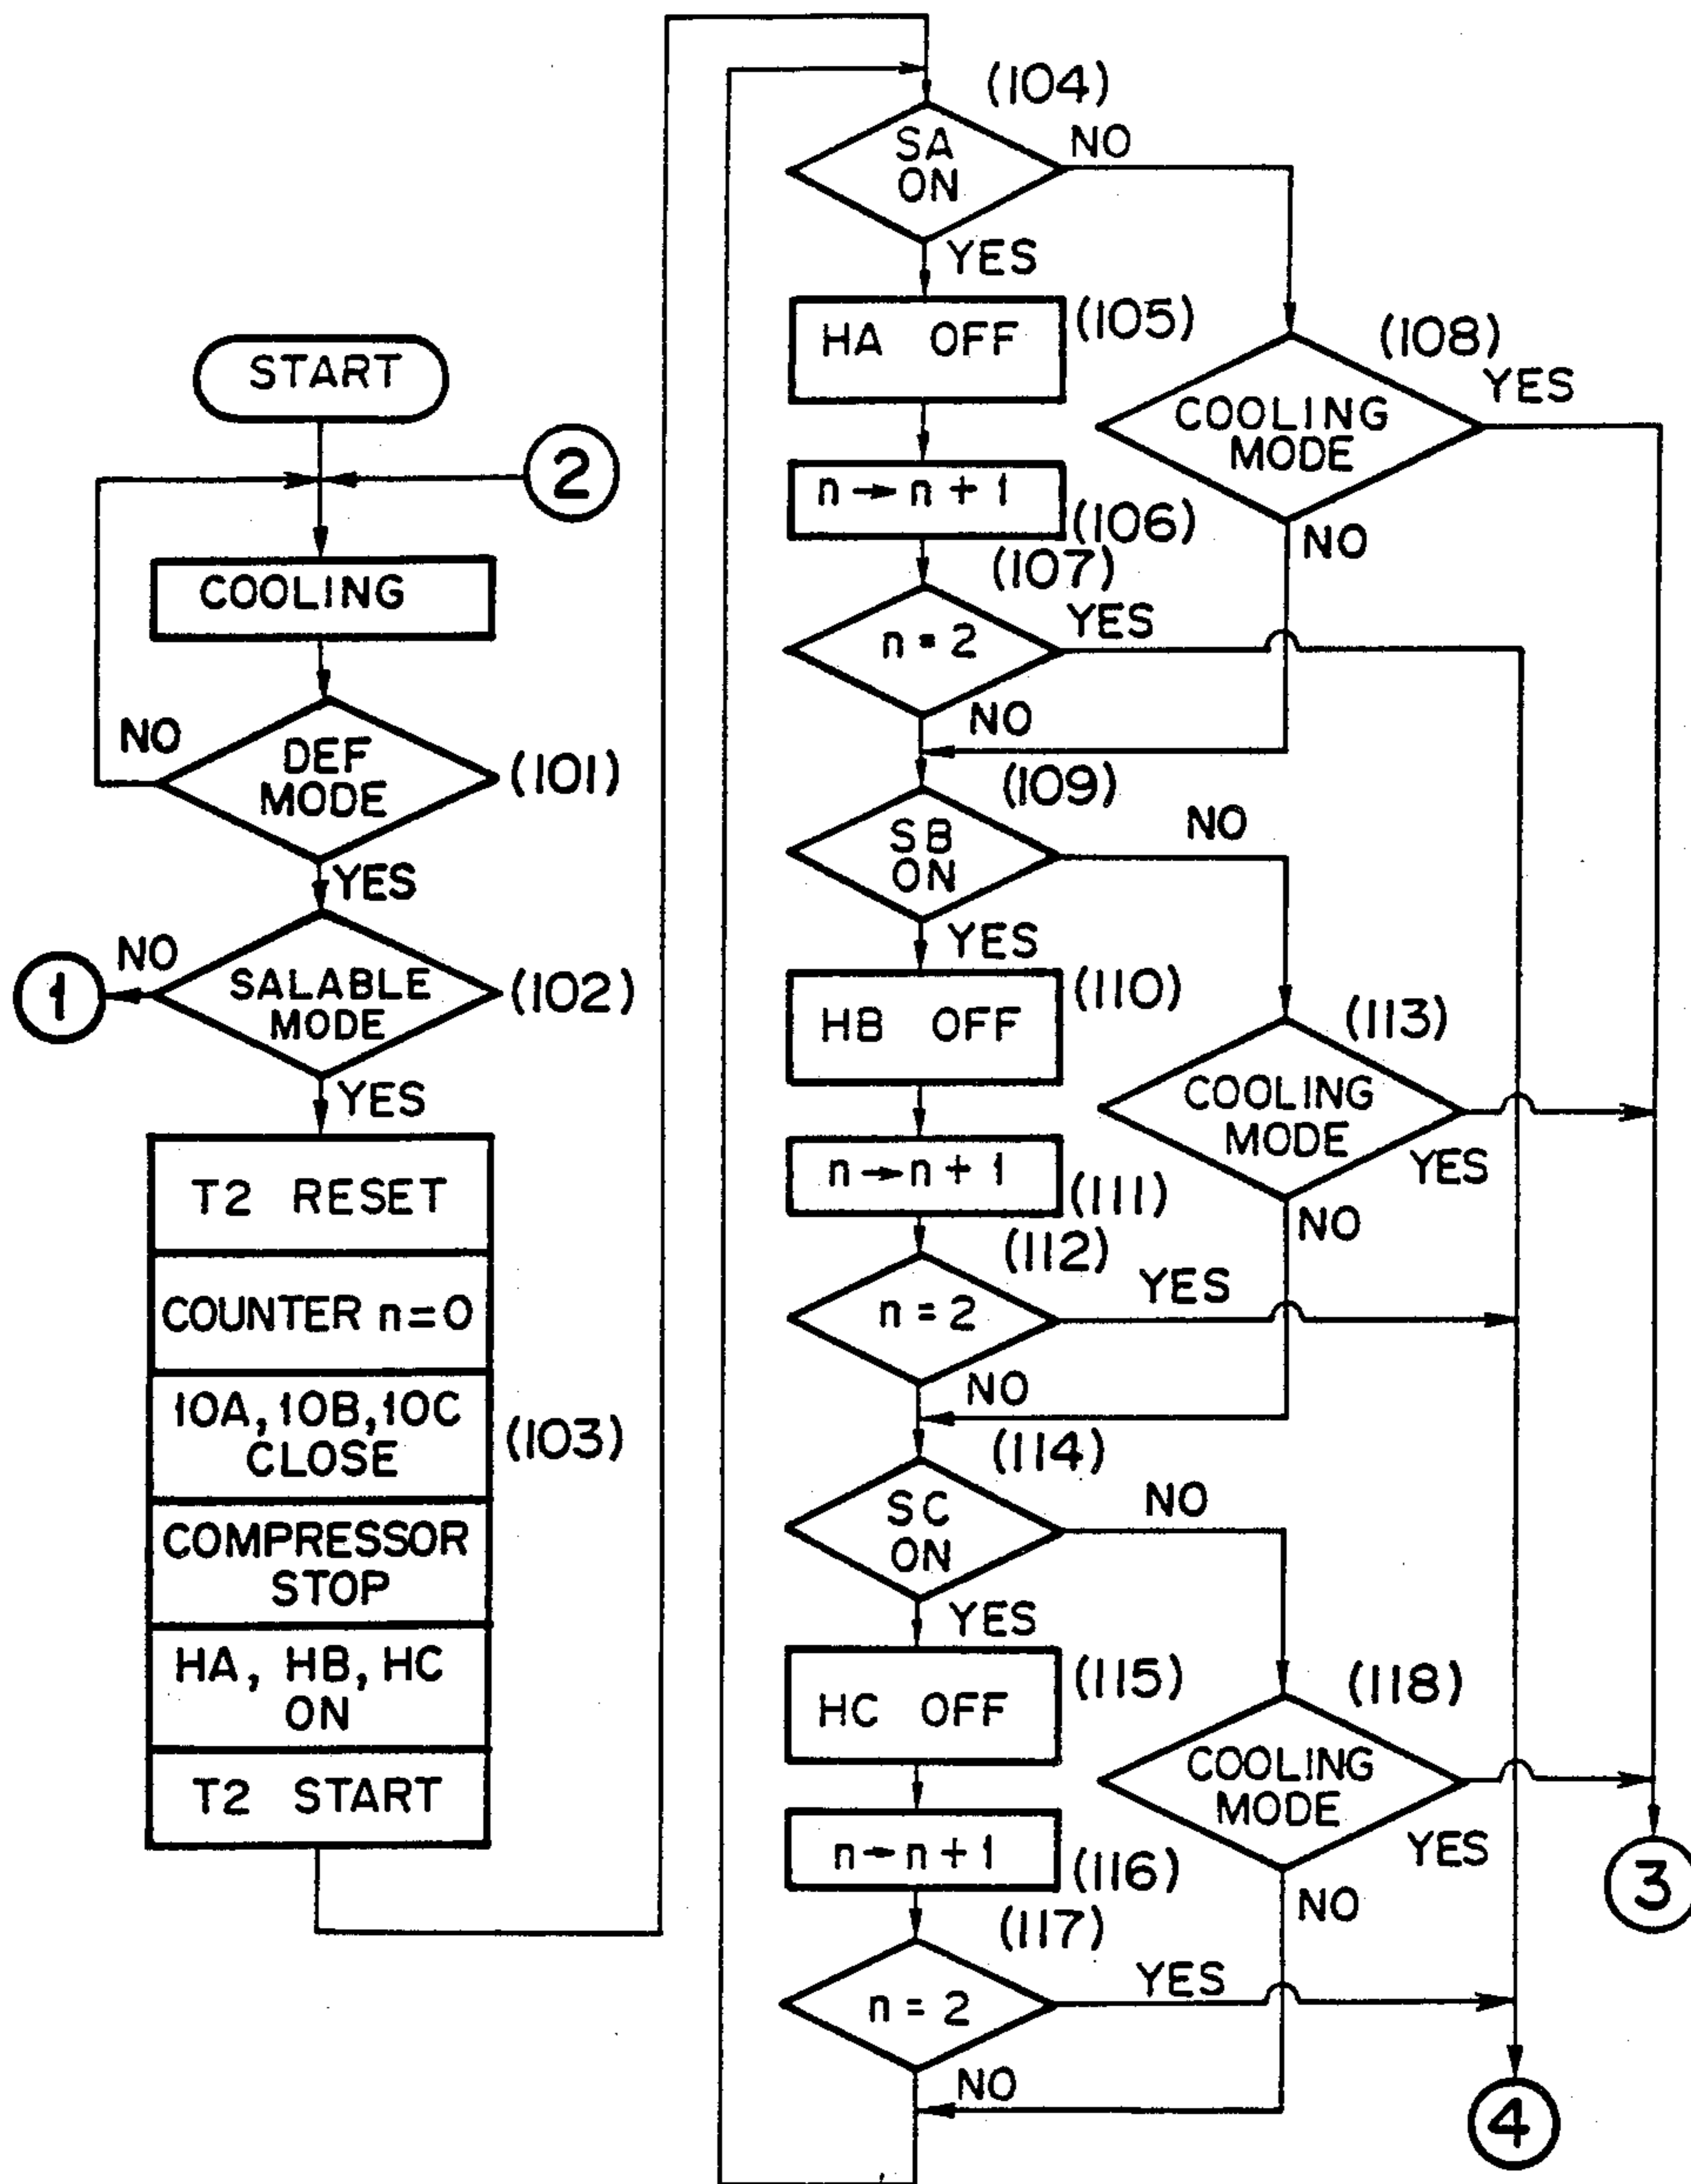 START
2
COOLING
NO
DEF
MODE
(101)
YES
NO
1
SALABLE
MODE
(102)
YES
T2 RESET
COUNTER n=0
10A, 10B, 10C
CLOSE
(103)
COMPRESSOR
STOP
HA, HB, HC
ON
T2 START
(104)
SA
ON
NO
YES
HA OFF
(105)
(108)
YES
COOLING
MODE
NO
n→n+1
(106)
(107)
n=2
YES
NO
(109)
SB
ON
NO
YES
HB OFF
(110)
(113)
COOLING
MODE
YES
NO
n→n+1
(111)
(112)
n=2
YES
NO
(114)
SC
ON
NO
YES
HC OFF
(115)
(118)
COOLING
MODE
YES
NO
3
n→n+1
(116)
(117)
n=2
YES
NO
4